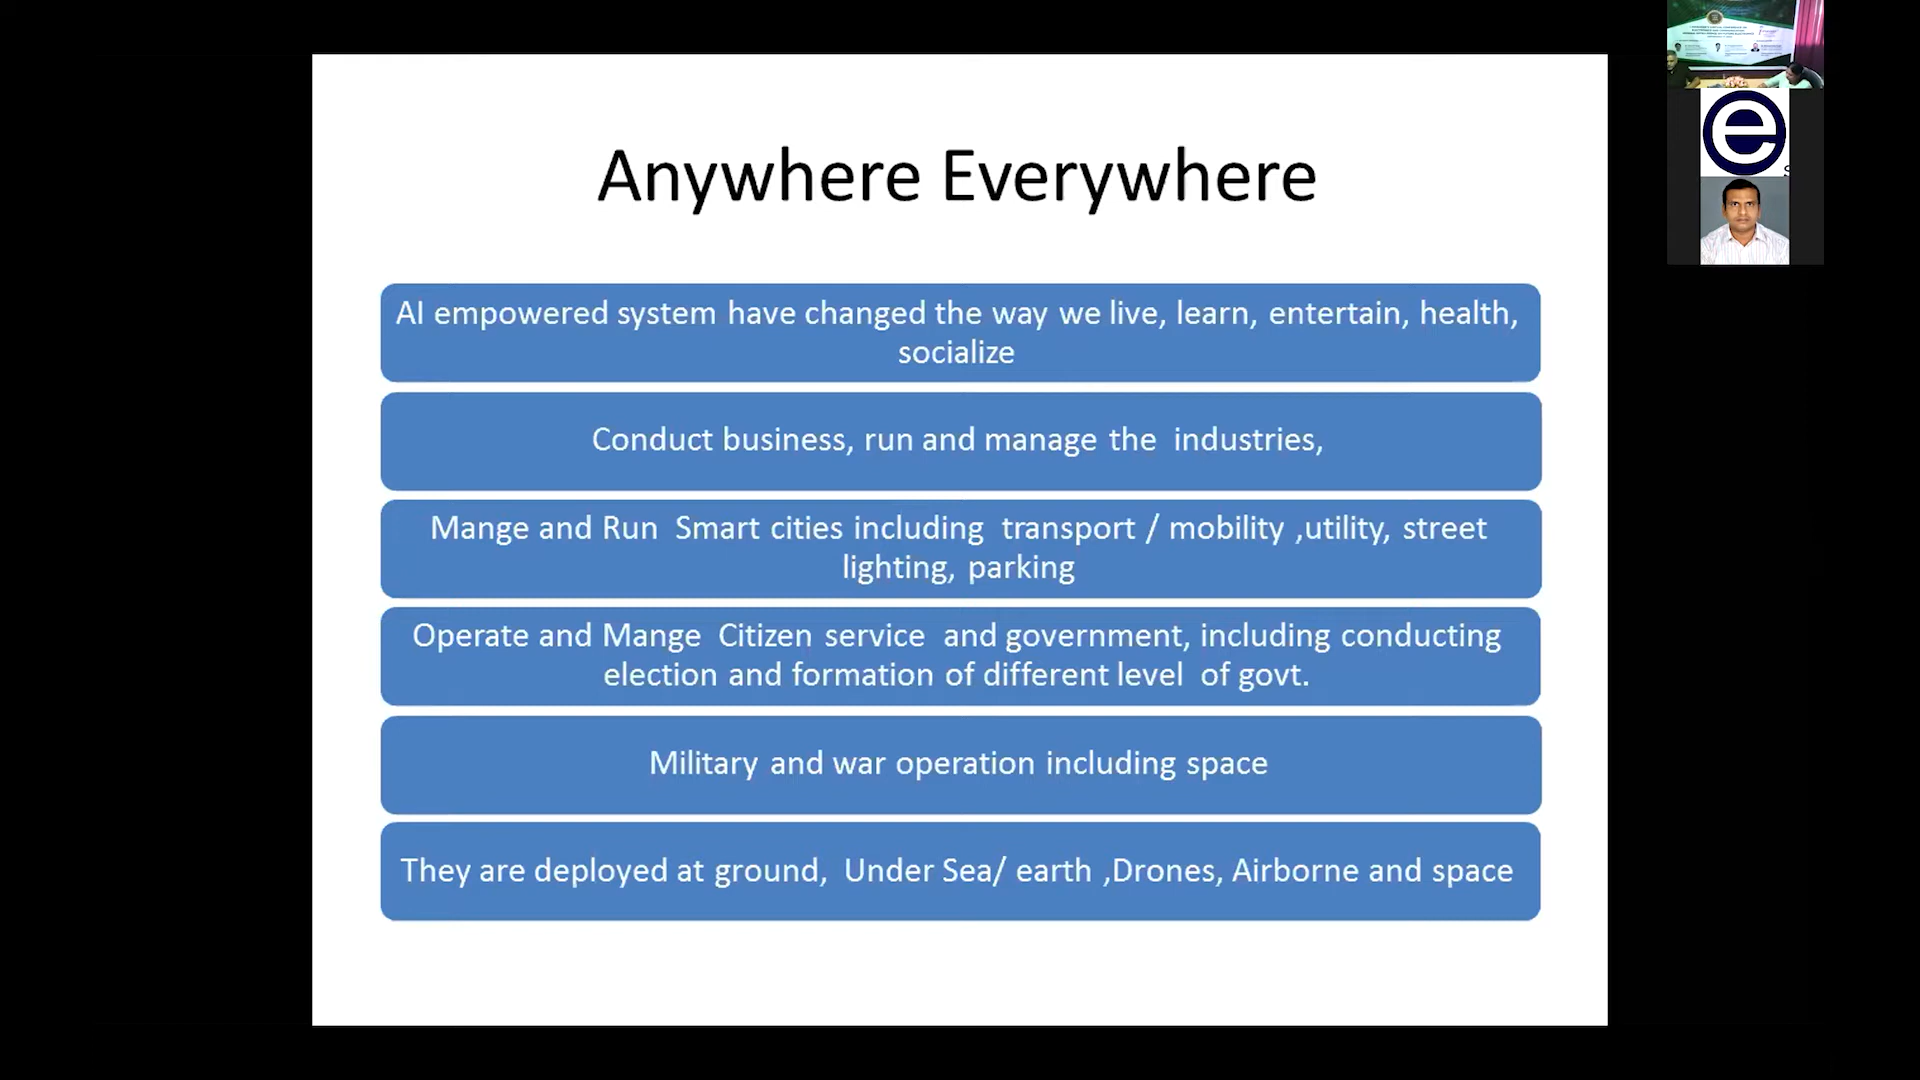 Anywhere Everywhere
AI empowered system have changed the way we live, learn, entertain, health,
socialize
Conduct business, run and manage the industries,
Mange and Run Smart cities including transport / mobility ,utility, street
lighting, parking
Operate and Mange Citizen service and government, including conducting
election and formation of different level of govt.
Military and war operation including space
They are deployed at ground, Under Sea/ earth ,Drones, Airborne and space
e